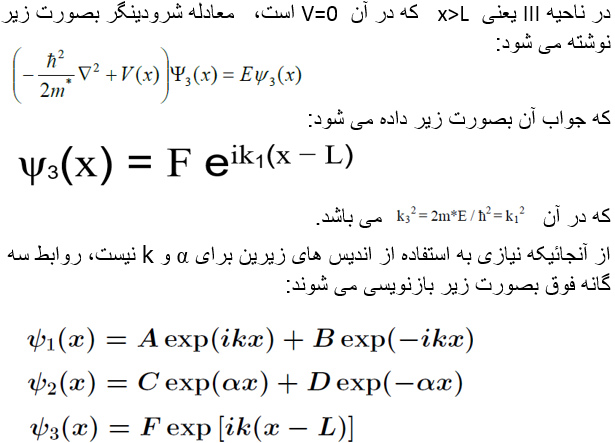 در ناحیه III یعنی x>L که در آن V=0 است، معادله شرودینگر بصورت زیر
نوشته می شود:
(-ħ²/2m* ∇² + V(x))Ψ₃(x) = Eψ₃(x)
که جواب آن بصورت زیر داده می شود:
ψ₃(x) = F e^{ik₁(x – L)}
که در آن k₃² = 2m*E / ħ² = k₁² می باشد.
از آنجائیکه نیازی به استفاده از اندیس های زیرین برای α و k نیست، روابط سه
گانه فوق بصورت زیر بازنویسی می شوند:
ψ₁(x) = A exp(ikx) + B exp(−ikx)
ψ₂(x) = C exp(αx) + D exp(−αx)
ψ₃(x) = F exp [ik(x − L)]